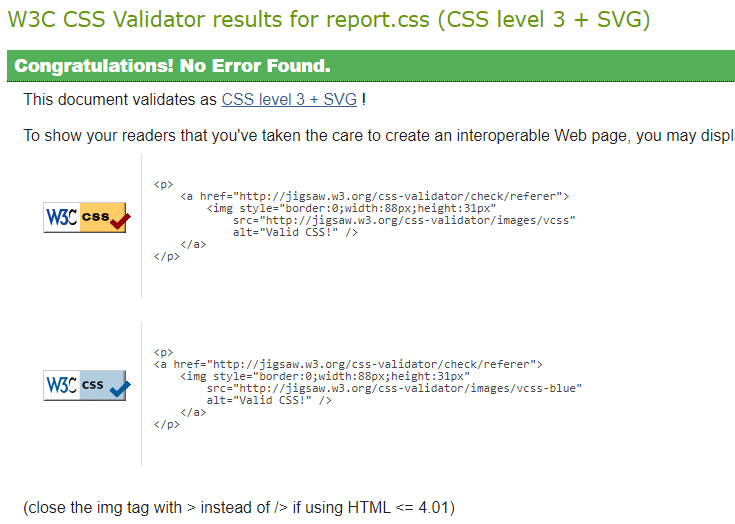 W3C CSS Validator results for report.css (CSS level 3 + SVG)
Congratulations! No Error Found.
This document validates as CSS level 3 + SVG !
To show your readers that you've taken the care to create an interoperable Web page, you may displ
W3C css
<p>
    <a href="http://jigsaw.w3.org/css-validator/check/referer">
        <img style="border:0;width:88px;height:31px"
            src="http://jigsaw.w3.org/css-validator/images/vcss"
            alt="Valid CSS!" />
    </a>
</p>
W3C css
<p>
<a href="http://jigsaw.w3.org/css-validator/check/referer">
    <img style="border:0;width:88px;height:31px"
        src="http://jigsaw.w3.org/css-validator/images/vcss-blue"
        alt="Valid CSS!" />
    </a>
</p>
(close the img tag with > instead of /> if using HTML <= 4.01)